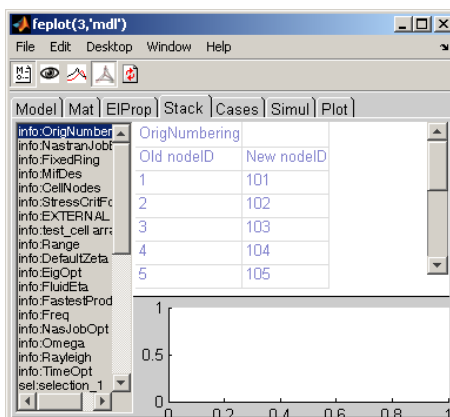 feplot(3,'mdl')
File Edit Desktop Window Help
Model Mat ElProp Stack Cases Simul Plot
info:OrigNumber
info:NastranJob
info:FixedRing
info:MifDes
info:CellNodes
info:StressCritFo
info:EXTERNAL
info:test_cell arra
info:Range
info:DefaultZeta
info:EigOpt
info:FluidEta
info:FastestProd
info:Freq
info:NasJobOpt
info:Omega
info:Rayleigh
info:TimeOpt
sel:selection_1
OrigNumbering
Old nodeID New nodeID
1 101
2 102
3 103
4 104
5 105
1
0.5
0
0 0.2 0.4 0.6 0.8 1